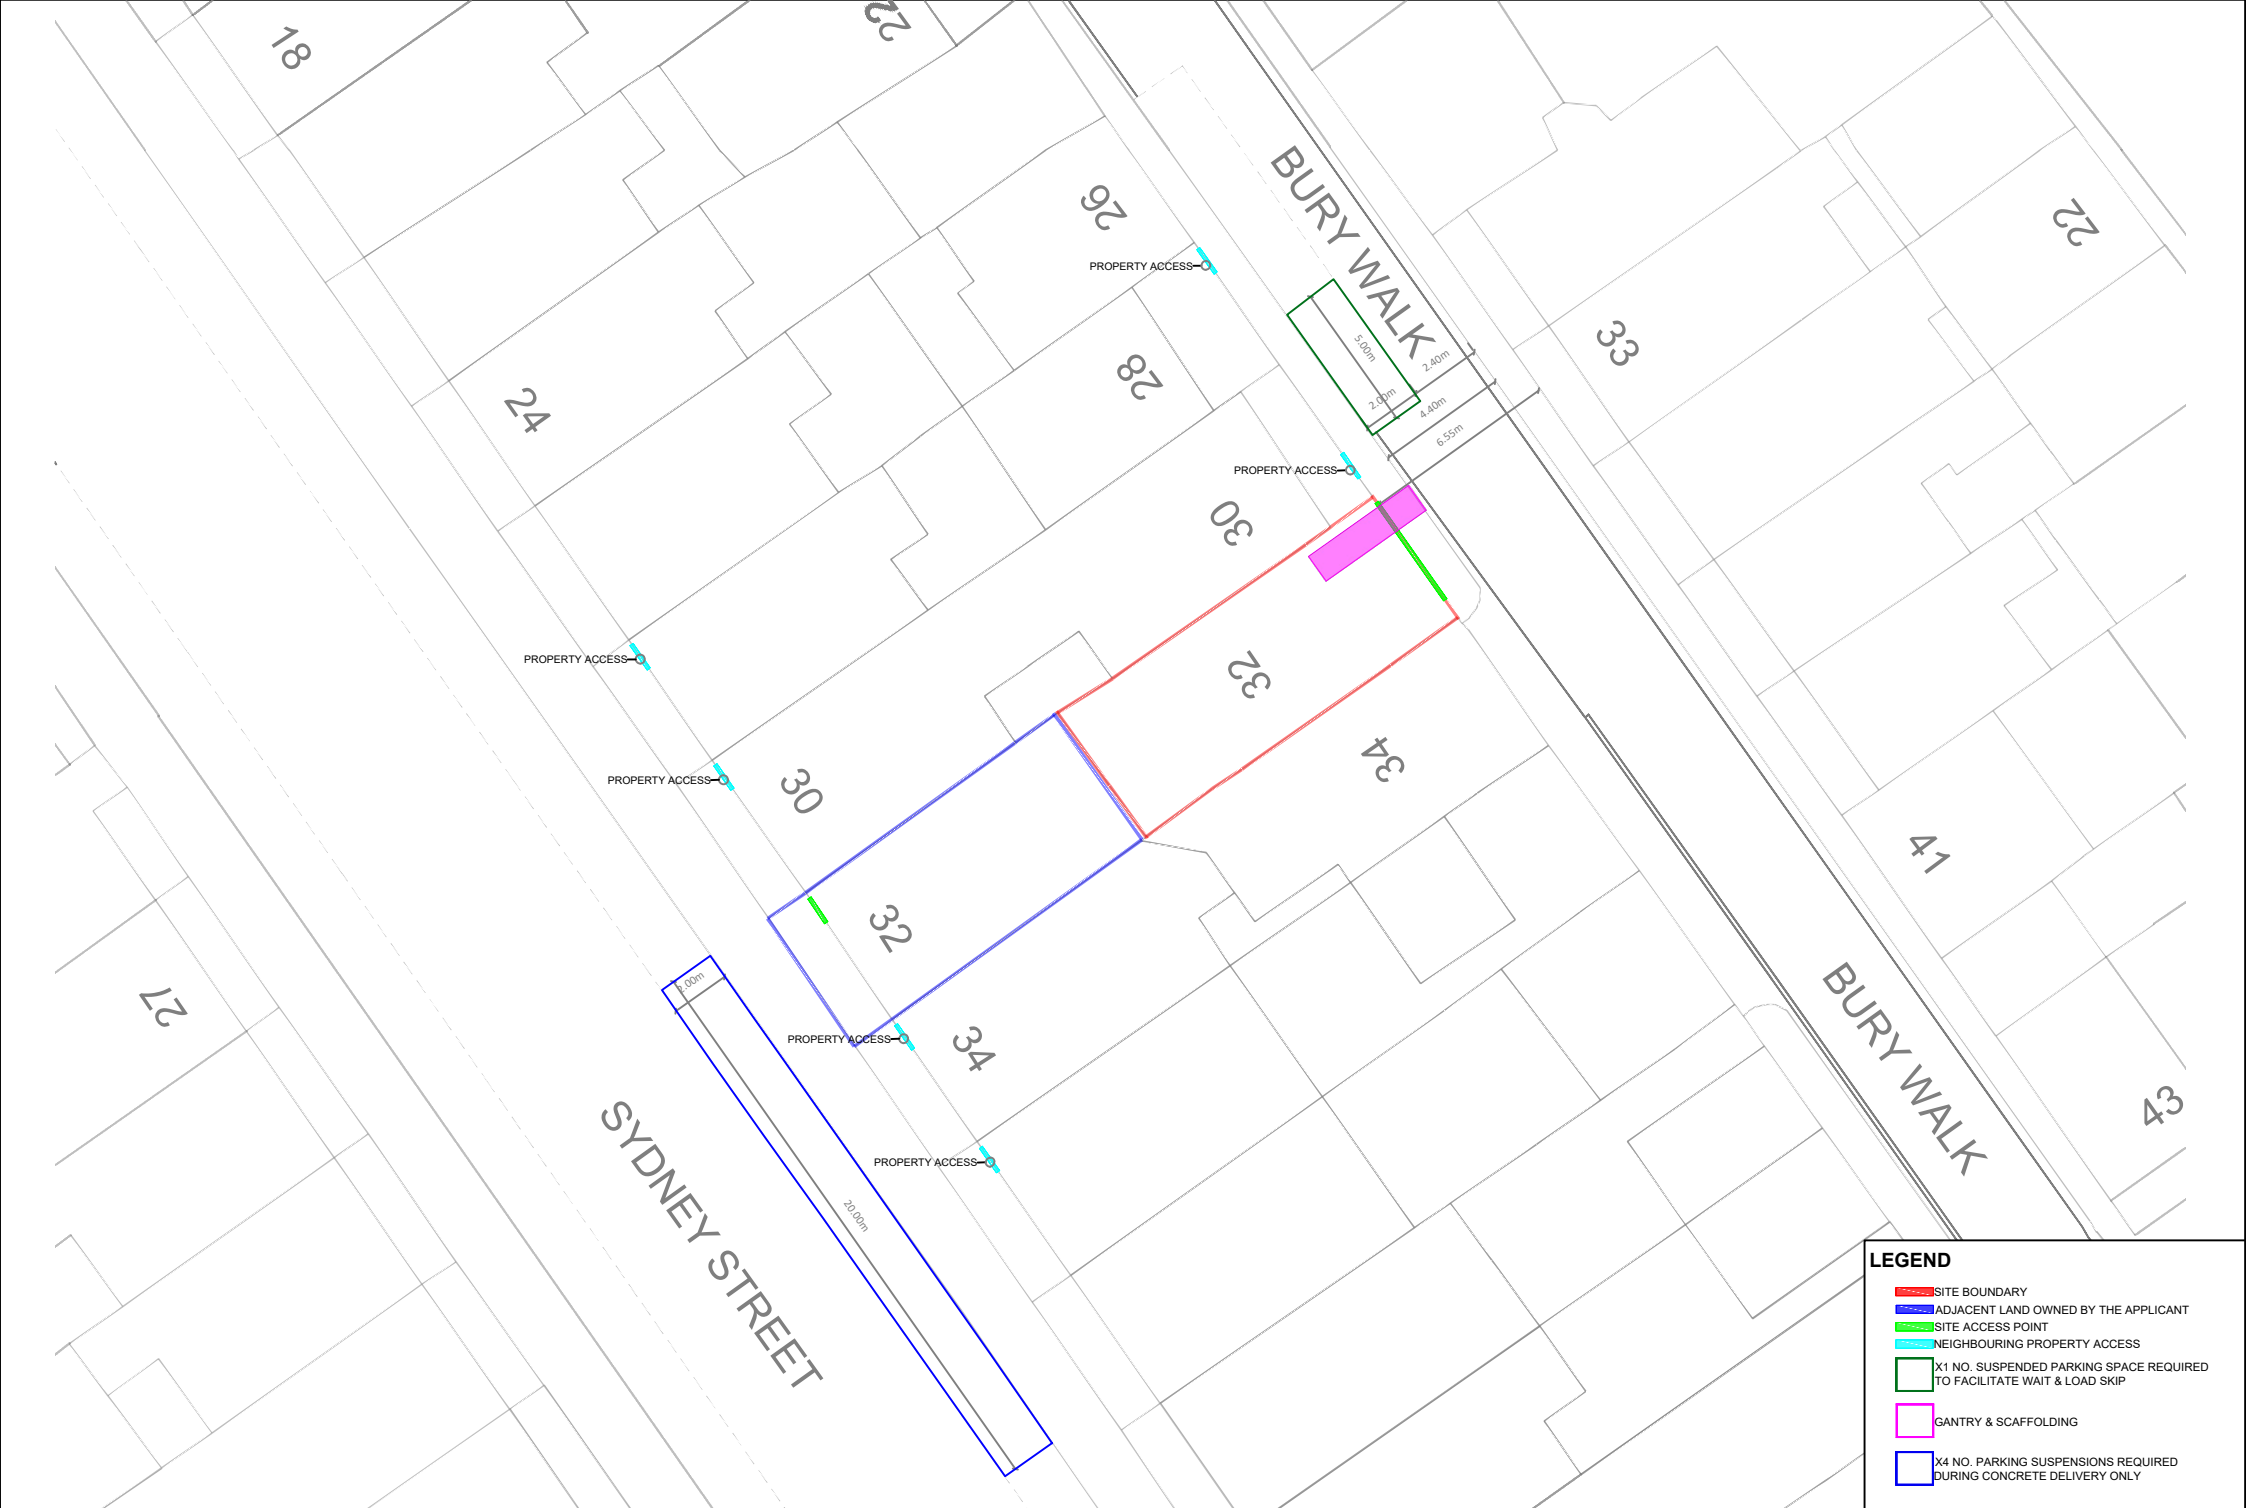 18
22
BURY WALK
26
PROPERTY ACCESS
22
33
5.00m
2.40m
2.00m
4.40m
6.55m
28
24
PROPERTY ACCESS
30
32
PROPERTY ACCESS
34
PROPERTY ACCESS
30
32
41
27
2.00m
PROPERTY ACCESS
34
BURY WALK
43
PROPERTY ACCESS
SYDNEY STREET
20.00m
LEGEND
SITE BOUNDARY
ADJACENT LAND OWNED BY THE APPLICANT
SITE ACCESS POINT
NEIGHBOURING PROPERTY ACCESS
X1 NO. SUSPENDED PARKING SPACE REQUIRED
TO FACILITATE WAIT & LOAD SKIP
GANTRY & SCAFFOLDING
X4 NO. PARKING SUSPENSIONS REQUIRED
DURING CONCRETE DELIVERY ONLY